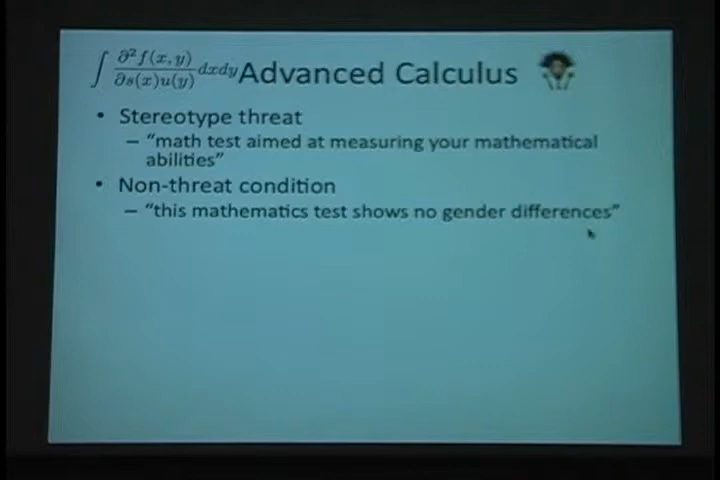 ∫ ∂²f(x, y) / ∂s(x)u(y) dxdy Advanced Calculus
• Stereotype threat
– “math test aimed at measuring your mathematical
abilities”
• Non-threat condition
– “this mathematics test shows no gender differences”